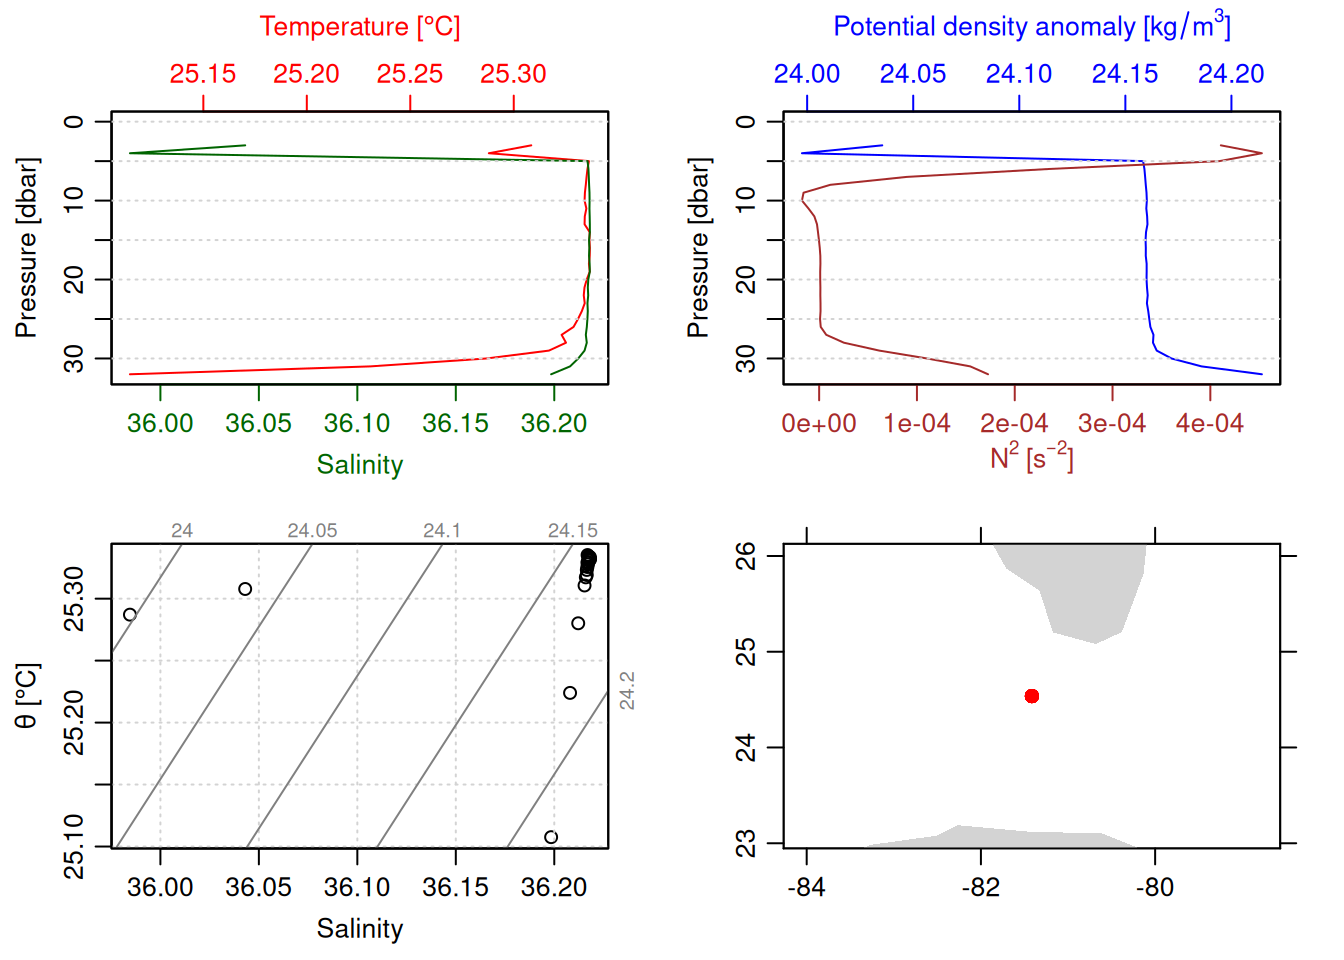 Temperature [°C]
25.15 25.20 25.25 25.30
Pressure [dbar]
0
10
20
30
36.00 36.05 36.10 36.15 36.20
Salinity
Potential density anomaly [kg/m³]
24.00 24.05 24.10 24.15 24.20
Pressure [dbar]
0
10
20
30
0e+00 1e-04 2e-04 3e-04 4e-04
N² [s⁻²]
24 24.05 24.1 24.15
24.2
θ [°C]
25.30
25.20
25.10
36.00 36.05 36.10 36.15 36.20
Salinity
26
25
24
23
-84 -82 -80